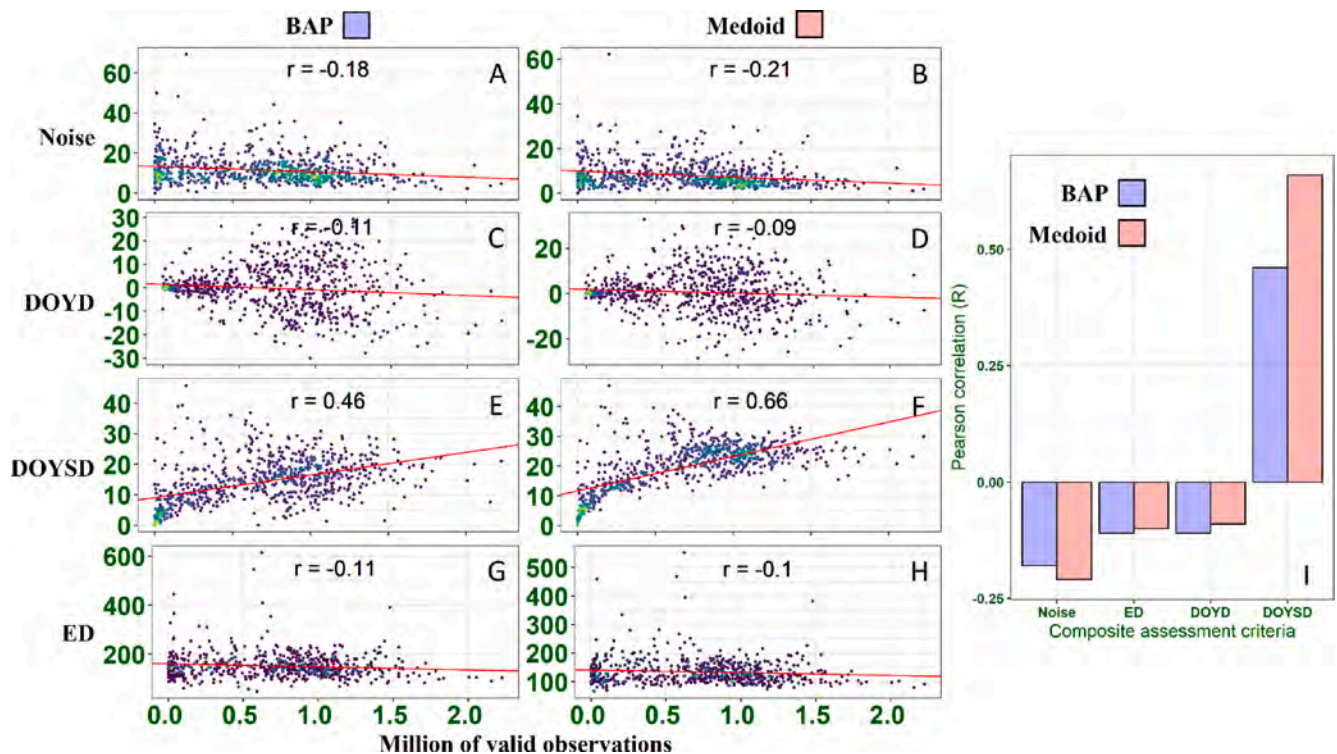 BAP
Medoid
Noise
60
40
20
0
r = -0.18
A
60
40
20
0
r = -0.21
B
DOYD
30
20
10
0
-10
-20
-30
r = -0.11
C
20
0
-20
r = -0.09
D
DOYSD
40
30
20
10
0
r = 0.46
E
40
30
20
10
0
r = 0.66
F
ED
600
400
200
r = -0.11
G
500
400
300
200
100
r = -0.1
H
0.0 0.5 1.0 1.5 2.0
0.0 0.5 1.0 1.5 2.0
Million of valid observations
BAP
Medoid
Pearson correlation (R)
0.50
0.25
0.00
-0.25
I
Noise ED DOYD DOYSD
Composite assessment criteria